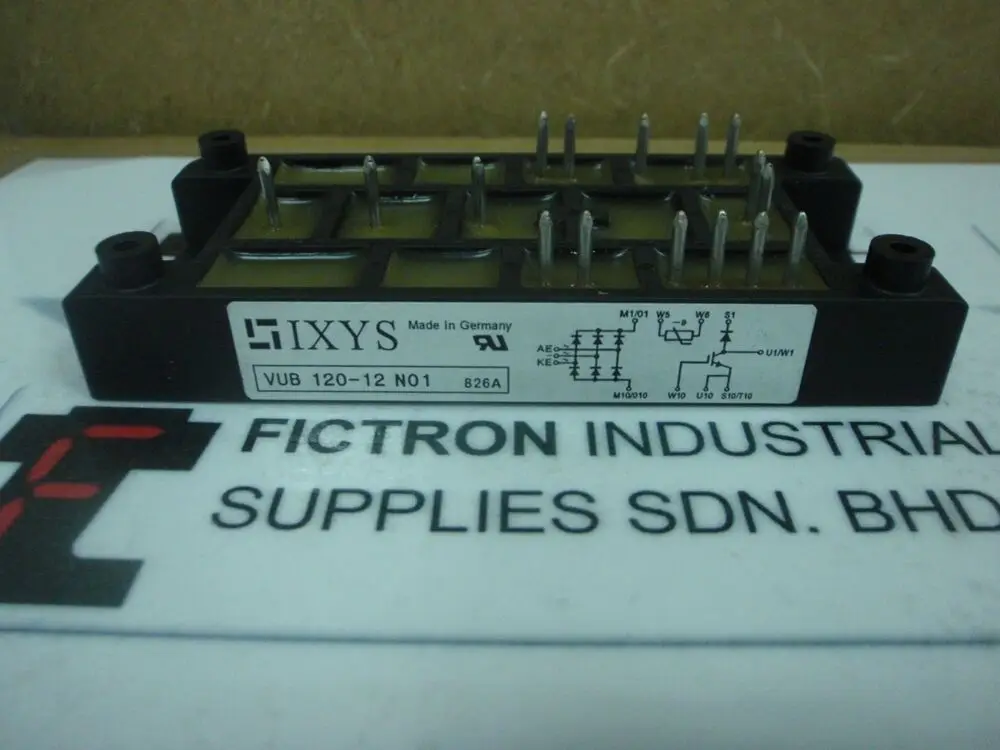 IXYS Made in Germany
VUB 120-12 NO1 826A
M1/01 W5 W6 S1
AE
KE
U1/W1
M10/010 W10 U10 S10/T10
FICTRON INDUSTRIAL
SUPPLIES SDN. BHD